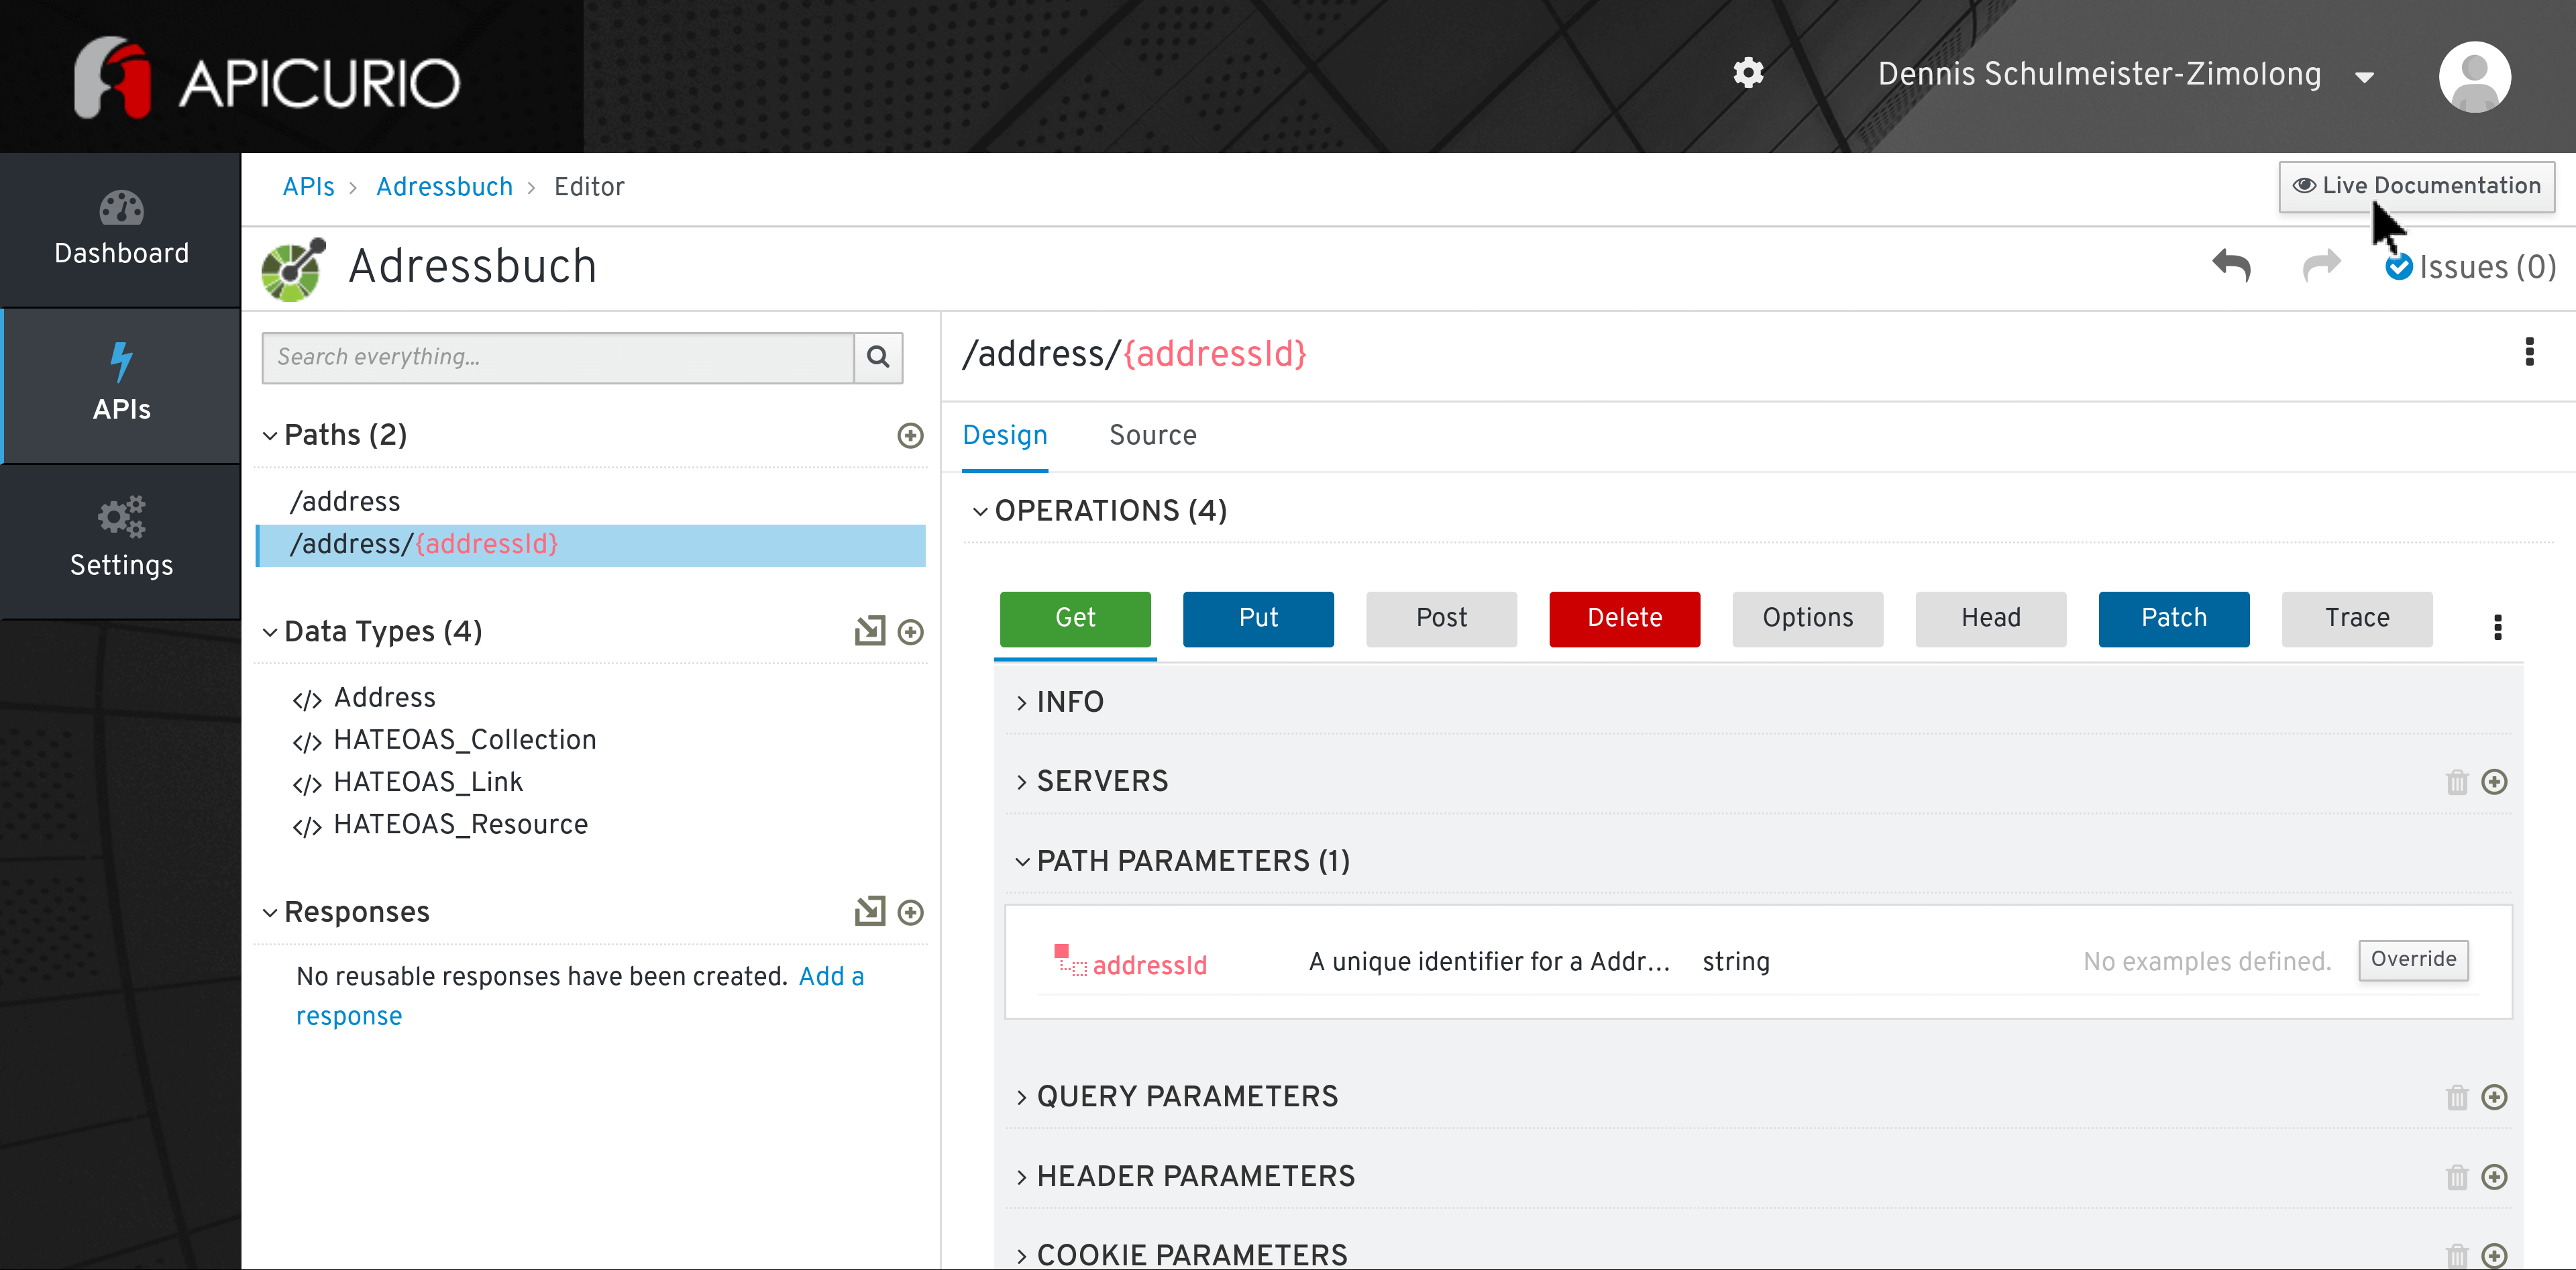 APICURIO
Dennis Schulmeister-Zimolong
Dashboard
APIs
Settings
APIs > Adressbuch > Editor
Live Documentation
Adressbuch
Issues (0)
Search everything...
Paths (2)
/address
/address/{addressId}
Data Types (4)
</> Address
</> HATEOAS_Collection
</> HATEOAS_Link
</> HATEOAS_Resource
Responses
No reusable responses have been created. Add a
response
/address/{addressId}
Design Source
OPERATIONS (4)
Get Put Post Delete Options Head Patch Trace
INFO
SERVERS
PATH PARAMETERS (1)
addressId A unique identifier for a Addr... string No examples defined. Override
QUERY PARAMETERS
HEADER PARAMETERS
COOKIE PARAMETERS